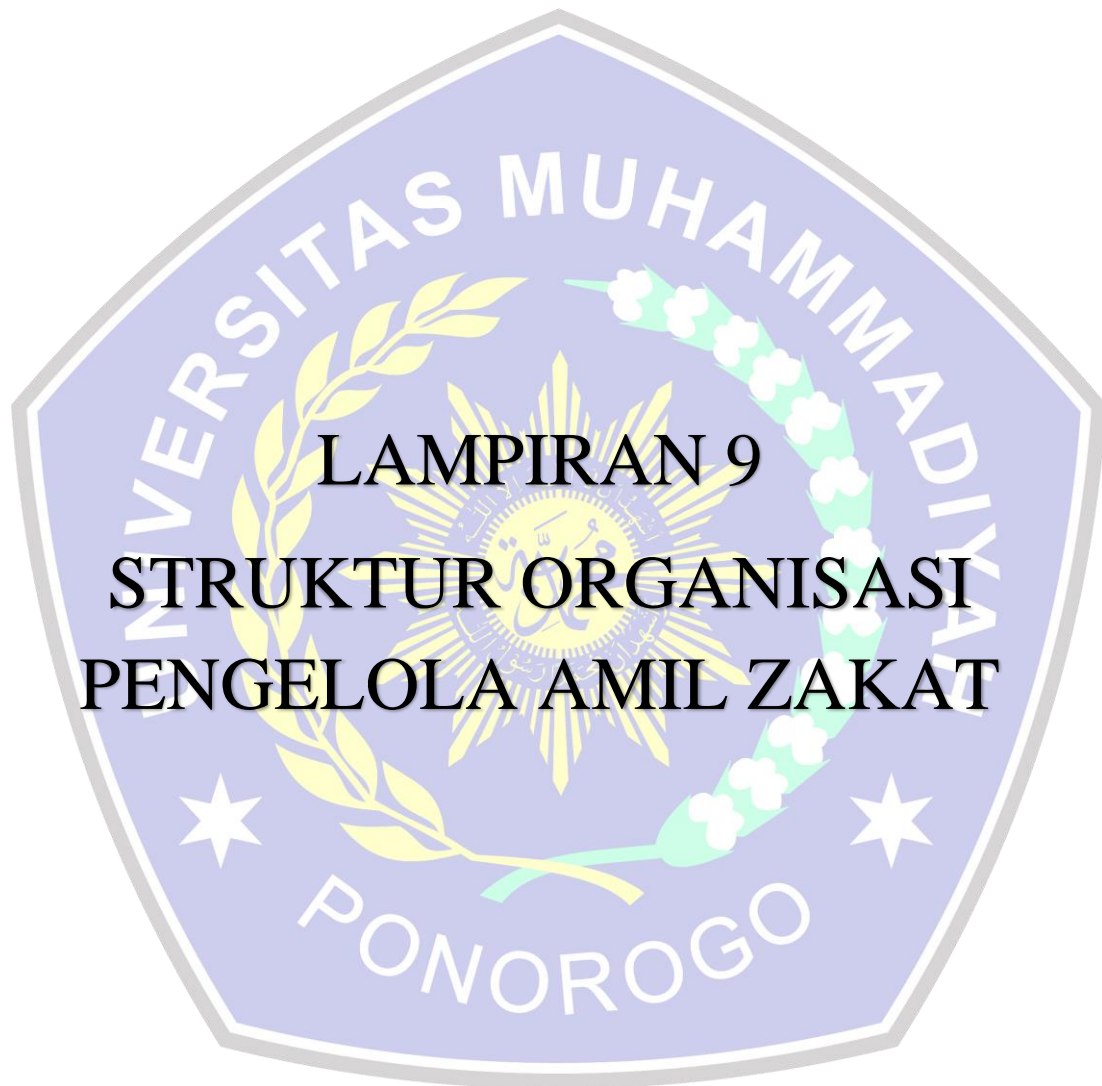 UNIVERSITAS MUHAMMADIYAH
LAMPIRAN 9
STRUKTUR ORGANISASI
PENGELOLA AMIL ZAKAT
PONOROGO